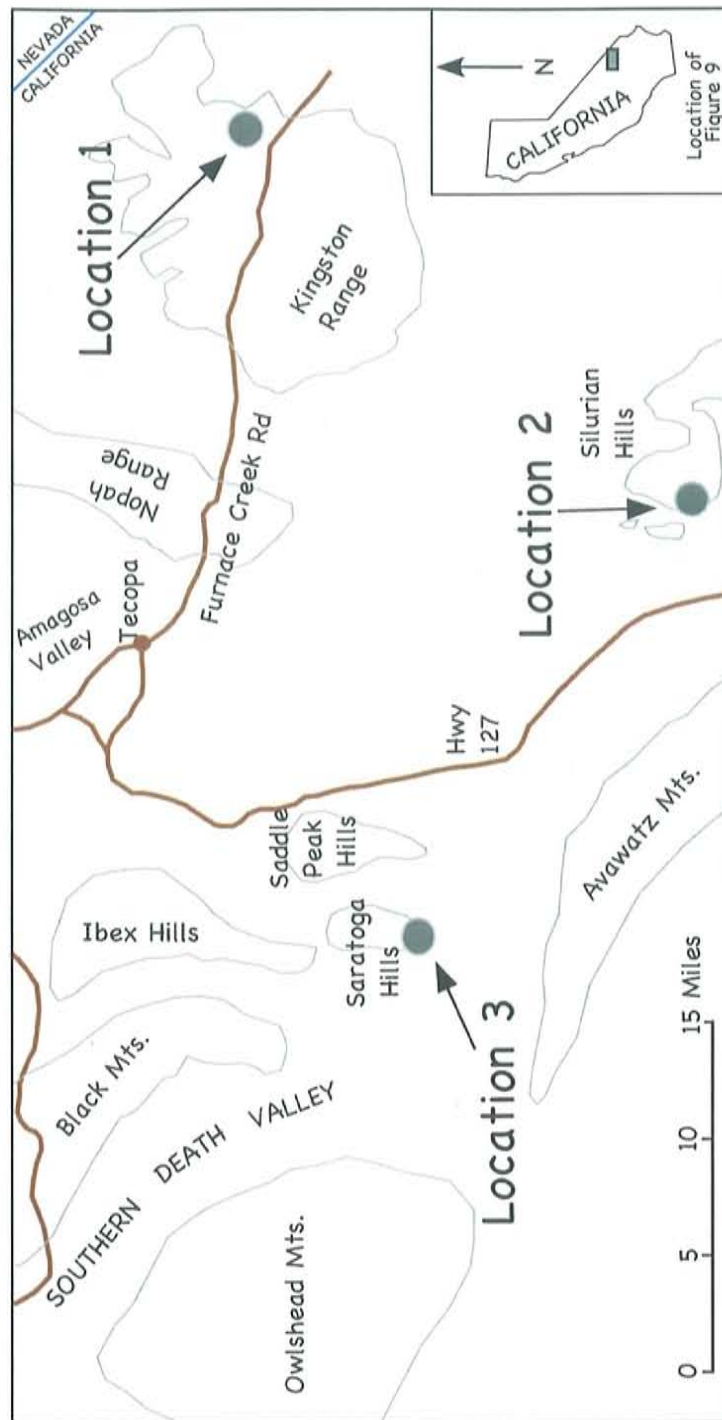 NEVADA
CALIFORNIA
Location 1
Kingston
Range
Nopah
Range
Furnace Creek Rd
Amagosa
Valley
Tecopa
Hwy
127
Location 2
Silurian
Hills
Saddle
Peak
Hills
Ibex Hills
Saratoga
Hills
Location 3
Black Mts.
SOUTHERN DEATH VALLEY
Owlshead Mts.
Avawatz Mts.
0 5 10 15 Miles
N
CALIFORNIA
Location of
Figure 9